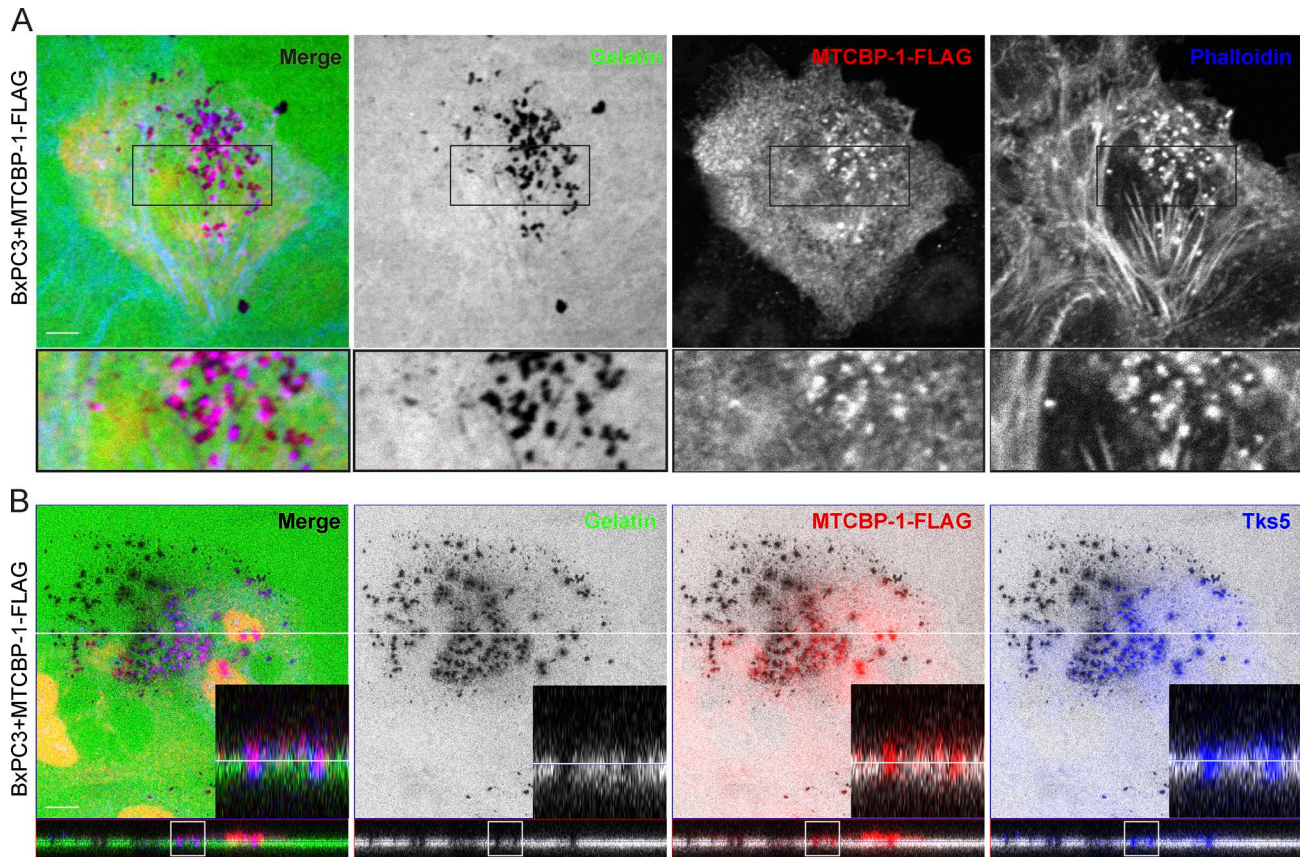 A
BxPC3+MTCBP-1-FLAG
Merge
Gelatin
MTCBP-1-FLAG
Phalloidin
B
BxPC3+MTCBP-1-FLAG
Merge
Gelatin
MTCBP-1-FLAG
Tks5